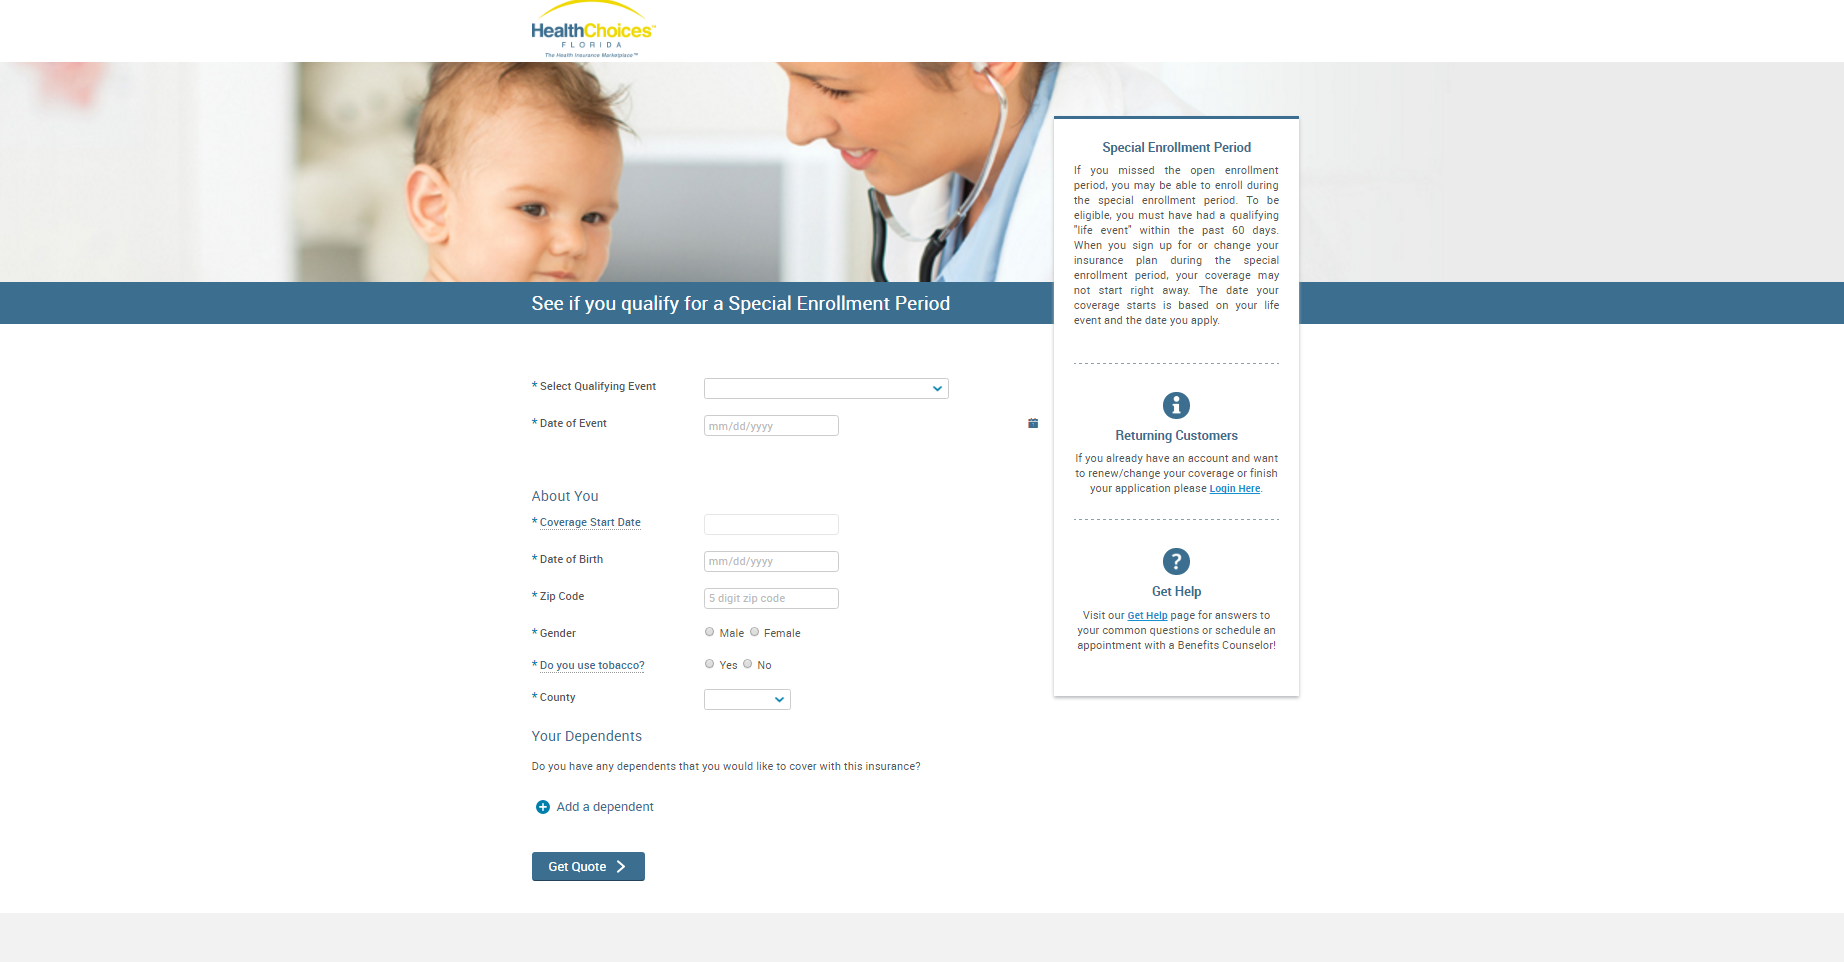 HealthChoices™
FLORIDA
The Health Insurance Marketplace™
See if you qualify for a Special Enrollment Period
* Select Qualifying Event
* Date of Event
mm/dd/yyyy
About You
* Coverage Start Date
* Date of Birth
mm/dd/yyyy
* Zip Code
5 digit zip code
* Gender
Male
Female
* Do you use tobacco?
Yes
No
* County
Your Dependents
Do you have any dependents that you would like to cover with this insurance?
Add a dependent
Get Quote
Special Enrollment Period
If you missed the open enrollment
period, you may be able to enroll during
the special enrollment period. To be
eligible, you must have had a qualifying
"life event" within the past 60 days.
When you sign up for or change your
insurance plan during the special
enrollment period, your coverage may
not start right away. The date your
coverage starts is based on your life
event and the date you apply.
Returning Customers
If you already have an account and want
to renew/change your coverage or finish
your application please Login Here.
Get Help
Visit our Get Help page for answers to
your common questions or schedule an
appointment with a Benefits Counselor!